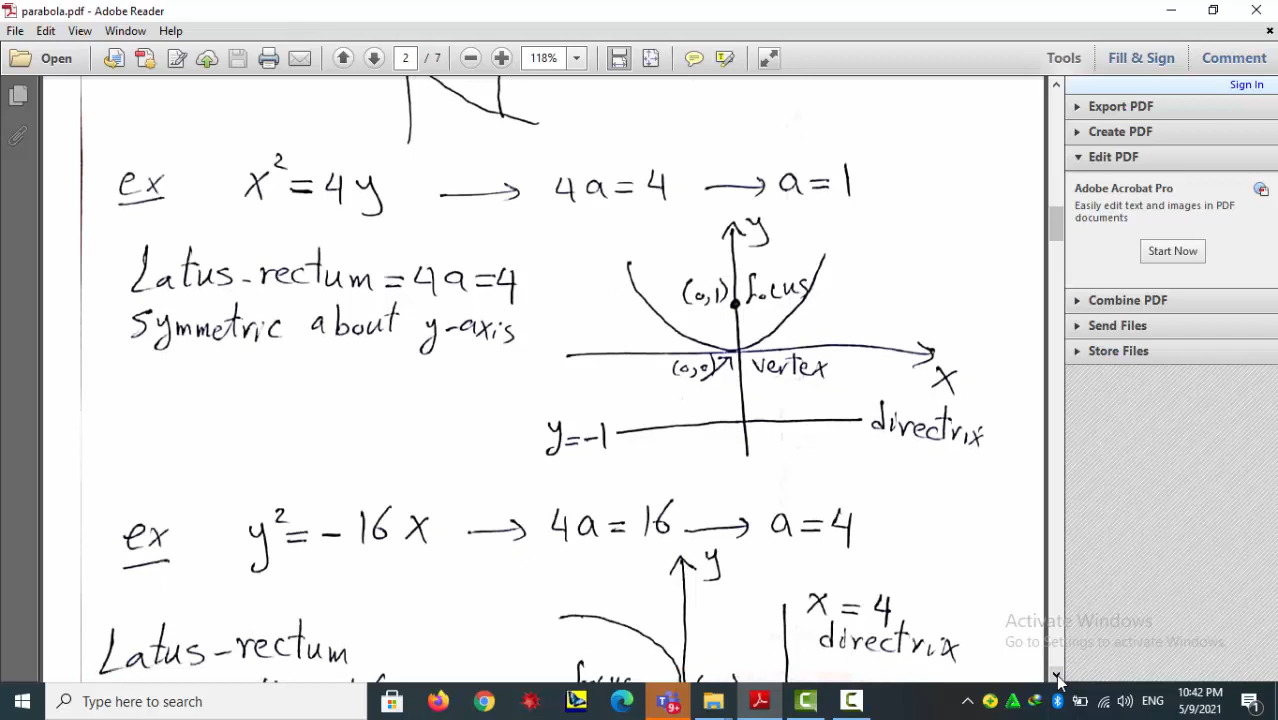 parabola.pdf - Adobe Reader
File Edit View Window Help
Open 2 / 7 118% Tools Fill & Sign Comment
Sign In
Export PDF
Create PDF
Edit PDF
Adobe Acrobat Pro
Easily edit text and images in PDF
documents
Start Now
Combine PDF
Send Files
Store Files
ex x² = 4y → 4a = 4 → a = 1
Latus-rectum = 4a = 4
Symmetric about y-axis
y
(0,1) focus
(0,0) vertex
x
y = -1 directrix
ex y² = -16x → 4a = 16 → a = 4
y
x = 4
directrix
Latus-rectum
focus
Activate Windows
Go to Settings to activate Windows.
Type here to search
9+
ENG
10:42 PM
5/9/2021
1